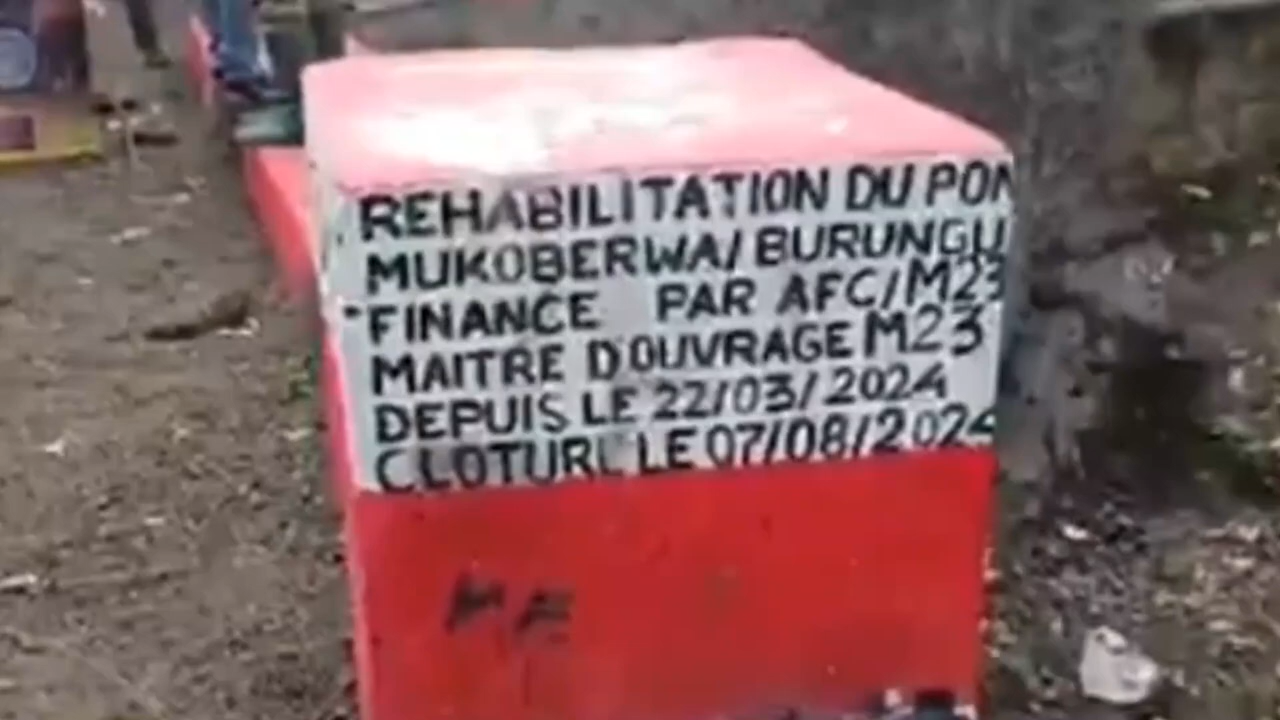 REHABILITATION DU PON
MUKOBERWA/BURUNGU
FINANCE PAR AFC/M23
MAITRE D'OUVRAGE M23
DEPUIS LE 22/03/2024
CLOTURE LE 07/08/2024